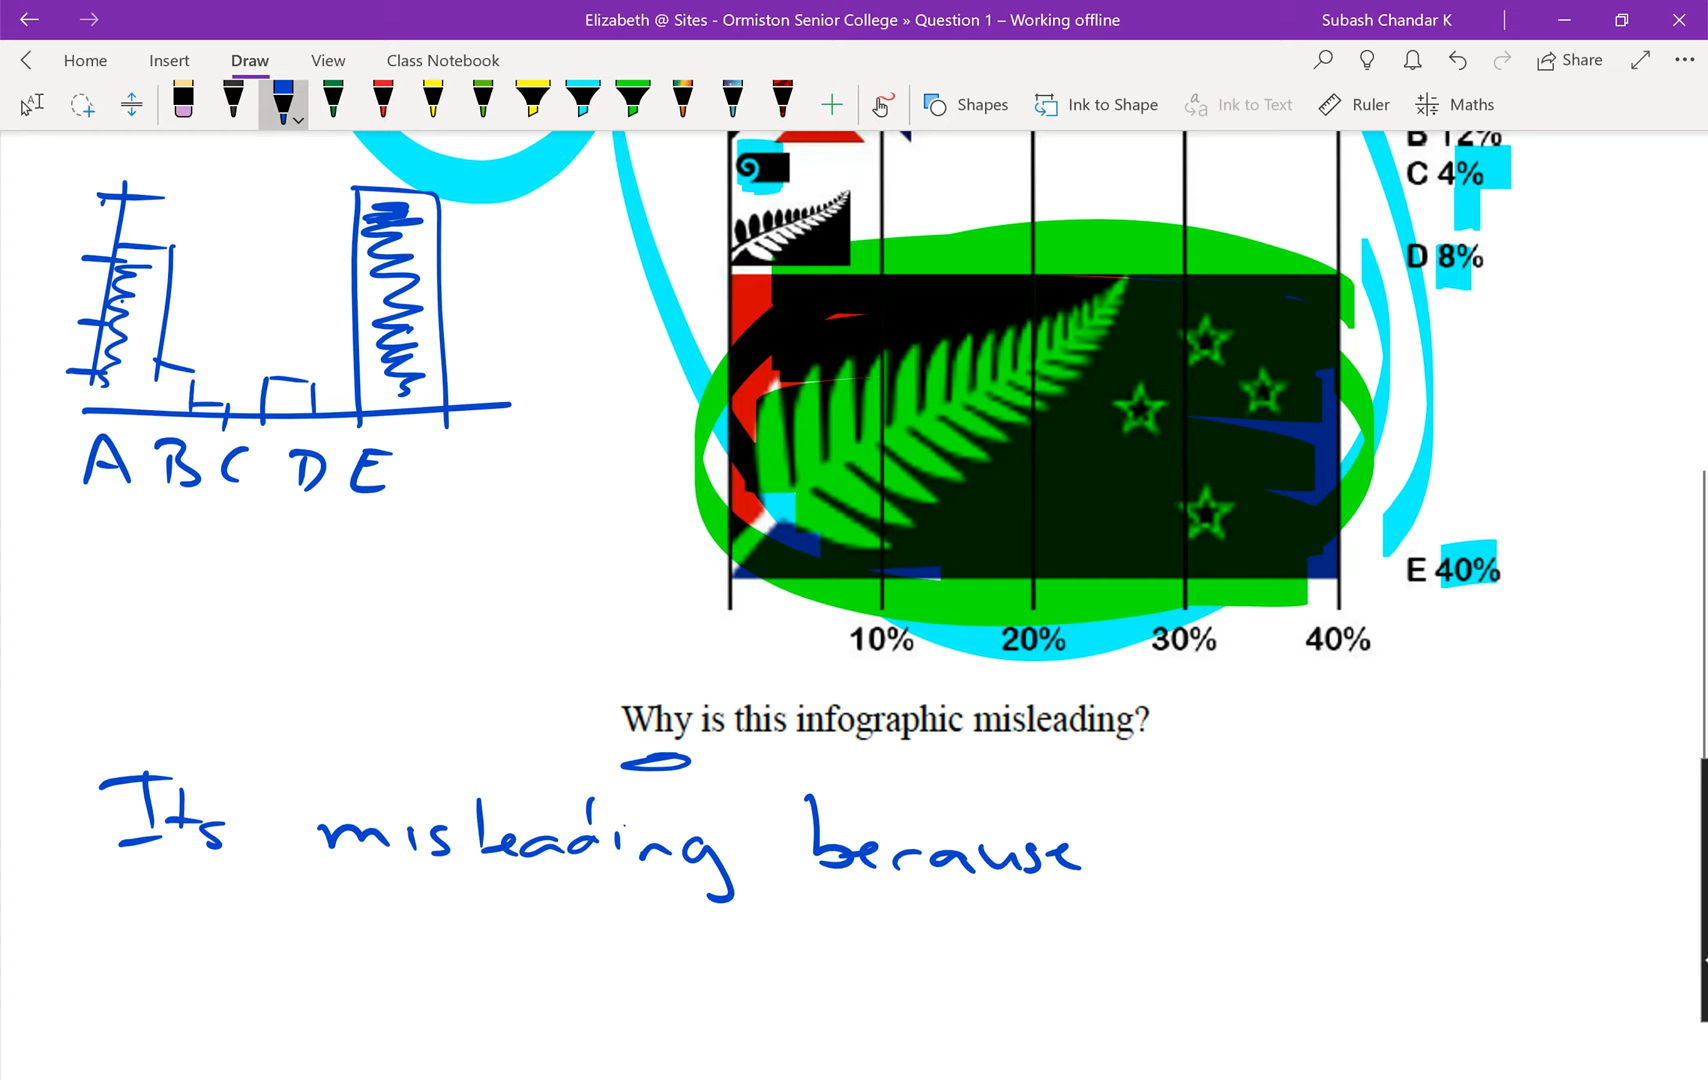 Elizabeth @ Sites - Ormiston Senior College » Question 1 – Working offline
Subash Chandar K
Home Insert Draw View Class Notebook
Share
Shapes Ink to Shape Ink to Text Ruler Maths
B 12%
C 4%
D 8%
E 40%
10% 20% 30% 40%
A B C D E
Why is this infographic misleading?
Its misleading because